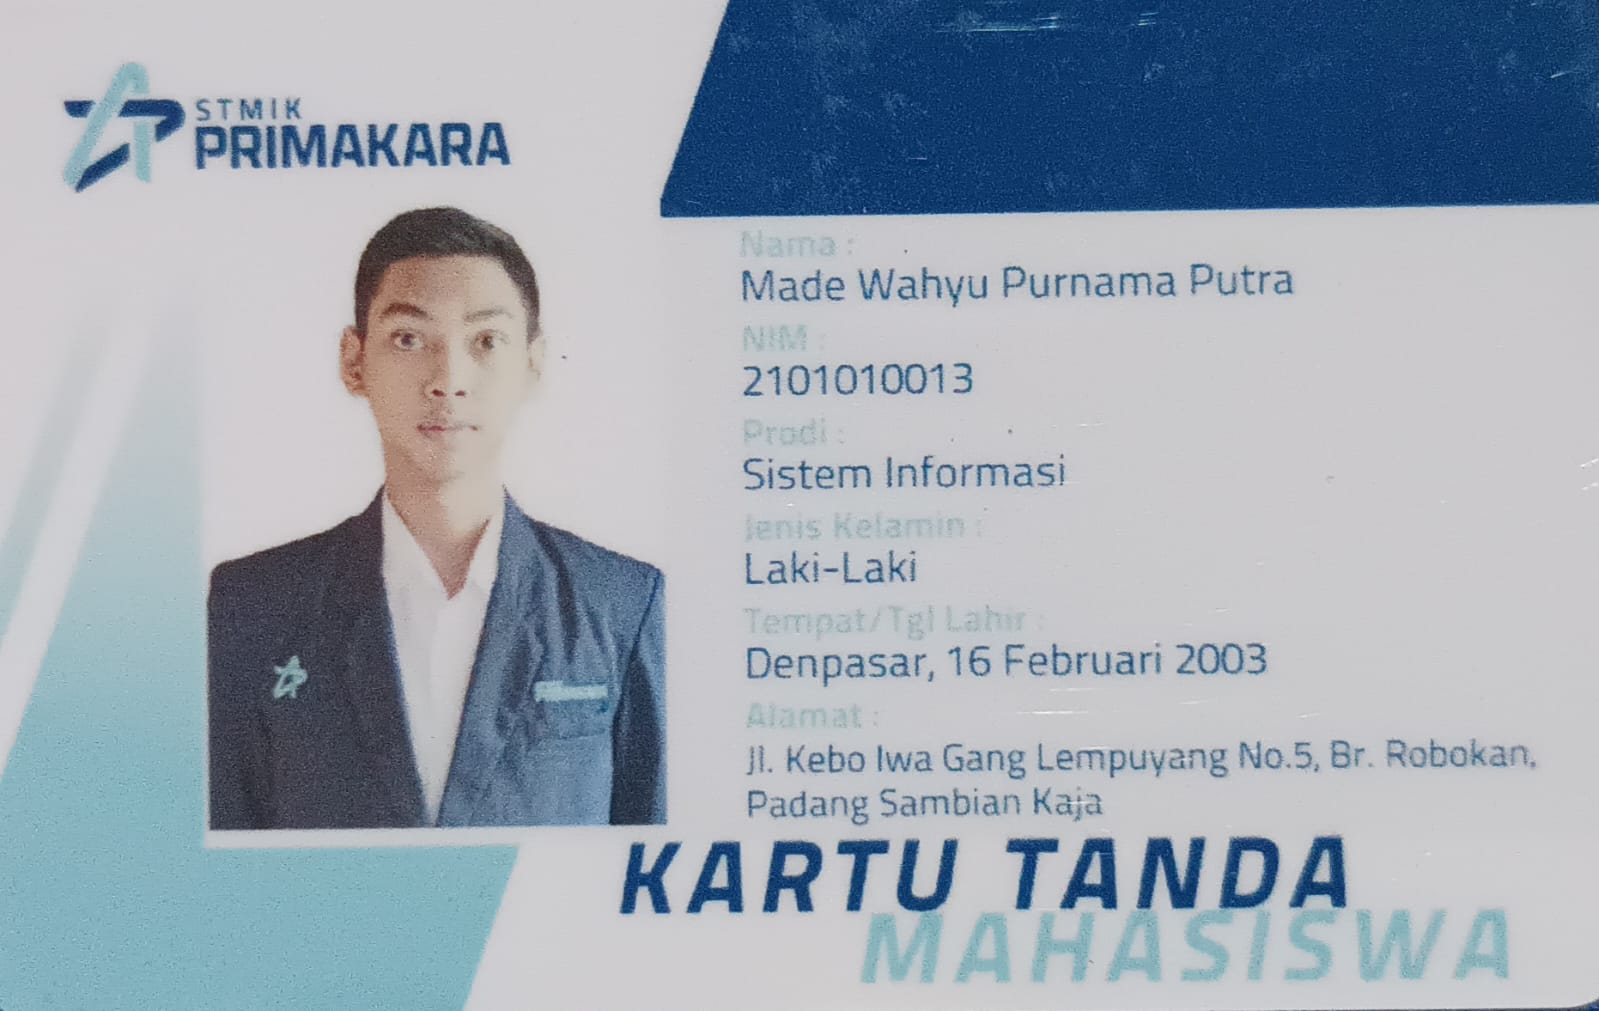 STMIK
PRIMAKARA
Nama :
Made Wahyu Purnama Putra
NIM :
2101010013
Prodi :
Sistem Informasi
Jenis Kelamin :
Laki-Laki
Tempat/Tgl Lahir :
Denpasar, 16 Februari 2003
Alamat :
Jl. Kebo Iwa Gang Lempuyang No.5, Br. Robokan,
Padang Sambian Kaja
KARTU TANDA
MAHASISWA